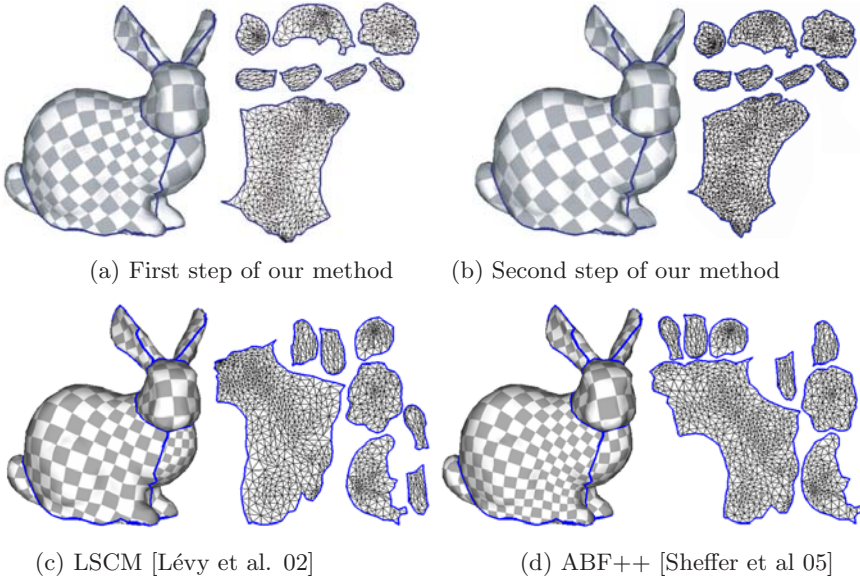 (a) First step of our method
(b) Second step of our method
(c) LSCM [Lévy et al. 02]
(d) ABF++ [Sheffer et al 05]